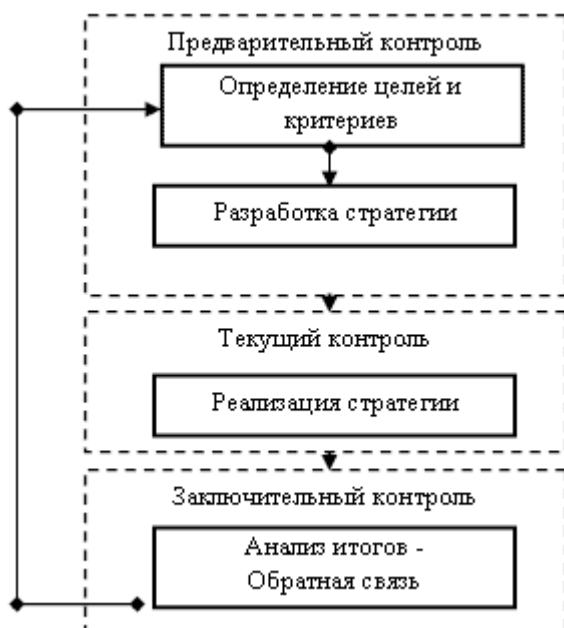 Предварительный контроль
Определение целей и
критериев
Разработка стратегии
Текущий контроль
Реализация стратегии
Заключительный контроль
Анализ итогов -
Обратная связь